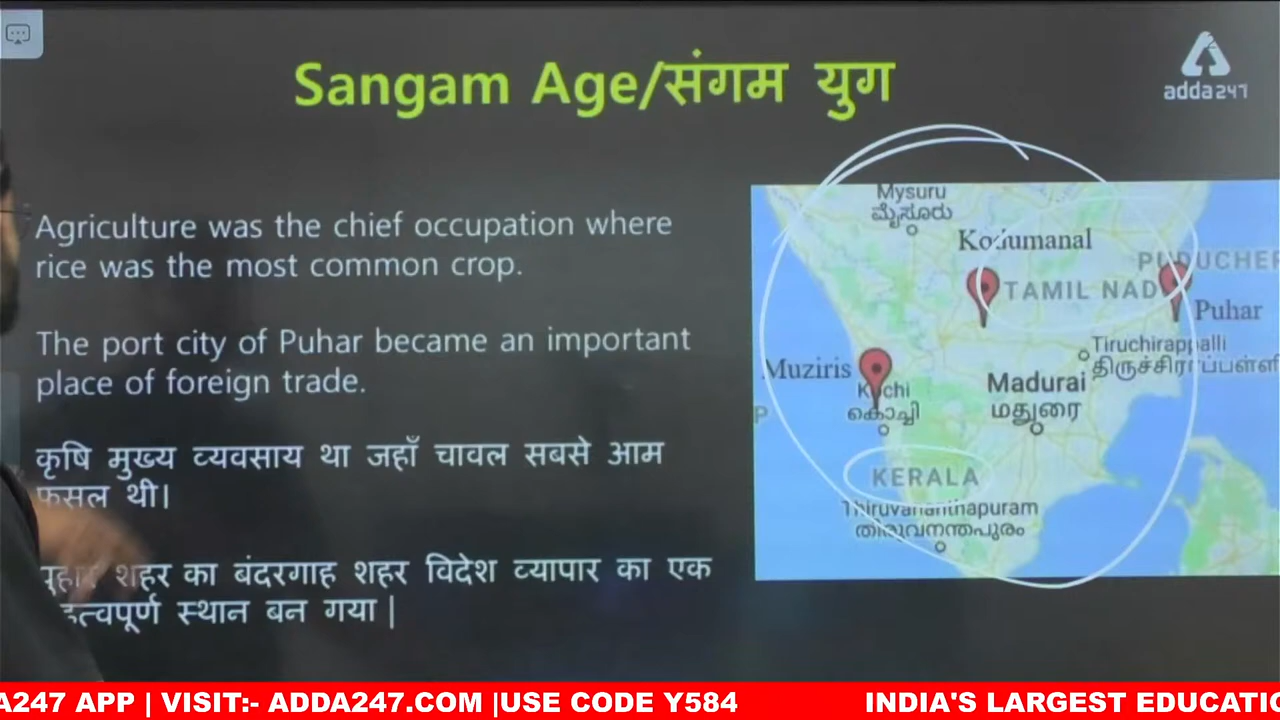 Sangam Age/संगम युग
adda247
Agriculture was the chief occupation where
rice was the most common crop.
The port city of Puhar became an important
place of foreign trade.
कृषि मुख्य व्यवसाय था जहाँ चावल सबसे आम
फसल थी।
शहर का बंदरगाह शहर विदेश व्यापार का एक
स्थान बन गया |
Mysuru
ಮೈಸೂರು
Kodumanal
PUDUCHER
TAMIL NAD
Puhar
Tiruchirappalli
திருச்சிராப்பள்ளி
Muziris
Kochi
കൊച്ചി
Madurai
மதுரை
KERALA
Thiruvananthapuram
തിരുവനന്തപുരം
A247 APP | VISIT:- ADDA247.COM |USE CODE Y584
INDIA'S LARGEST EDUCATIO